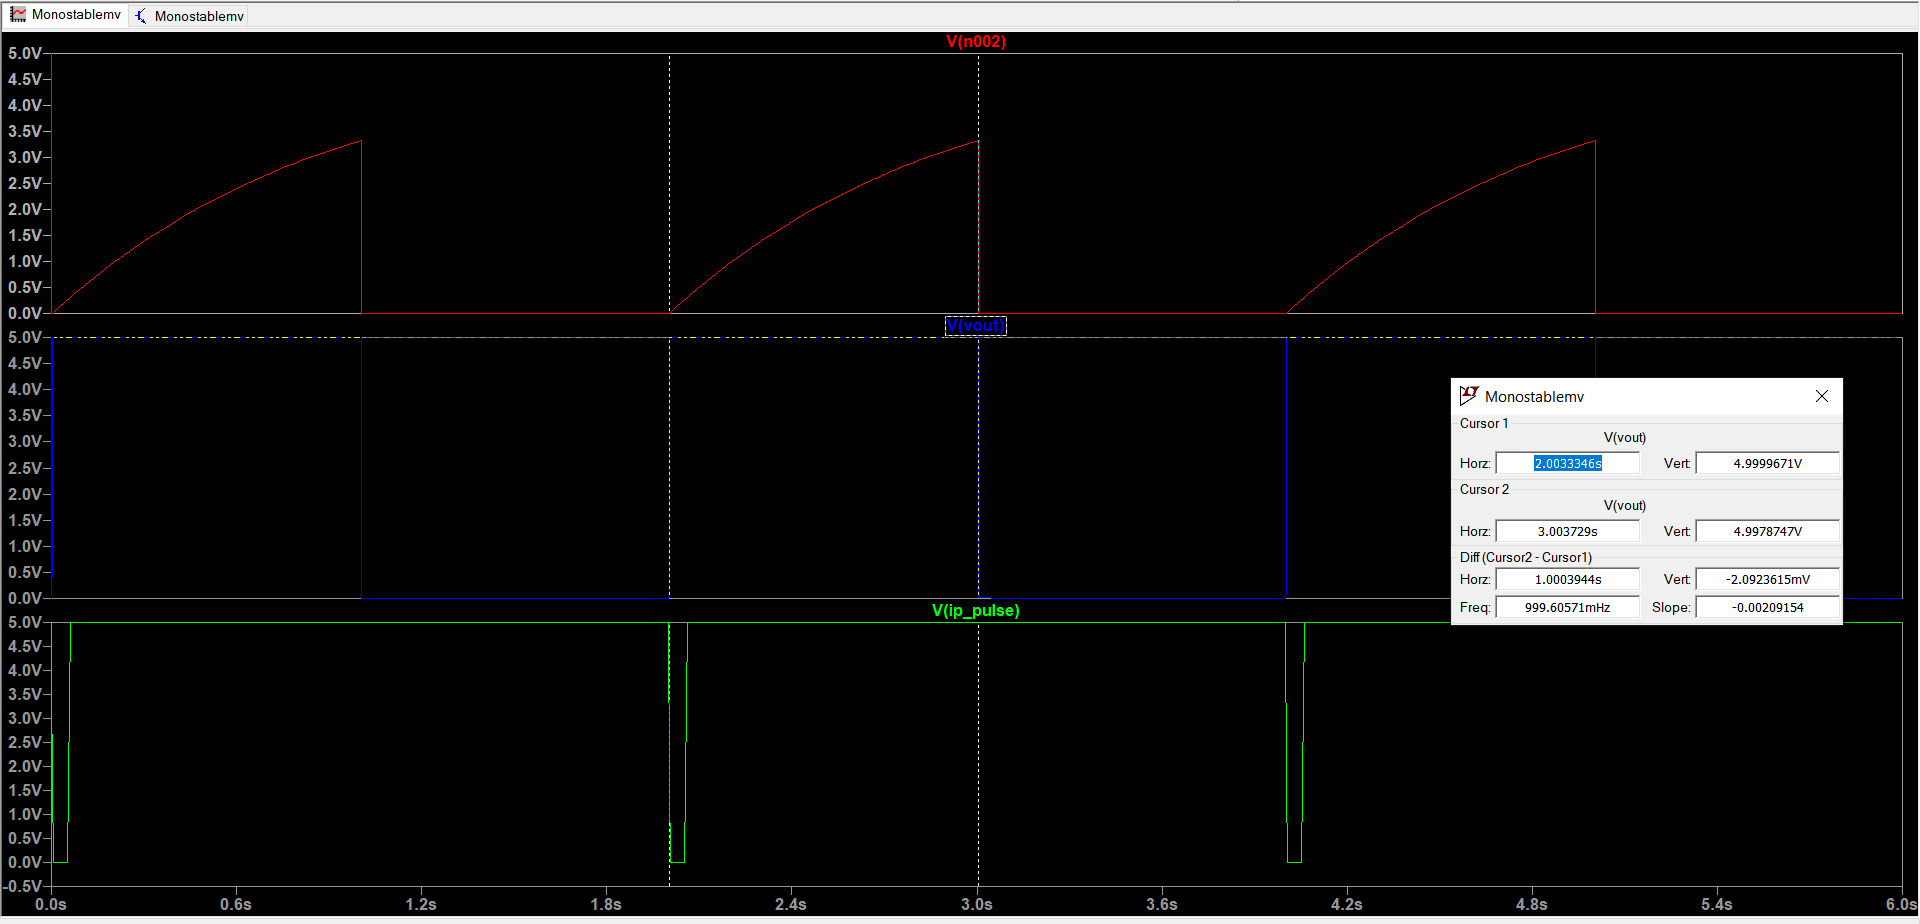 Monostablemv
Monostablemv
V(n002)
5.0V
4.5V
4.0V
3.5V
3.0V
2.5V
2.0V
1.5V
1.0V
0.5V
0.0V
V(vout)
5.0V
4.5V
4.0V
3.5V
3.0V
2.5V
2.0V
1.5V
1.0V
0.5V
0.0V
V(ip_pulse)
5.0V
4.5V
4.0V
3.5V
3.0V
2.5V
2.0V
1.5V
1.0V
0.5V
0.0V
-0.5V
0.0s 0.6s 1.2s 1.8s 2.4s 3.0s 3.6s 4.2s 4.8s 5.4s 6.0s
Monostablemv
Cursor 1
V(vout)
Horz: 2.0033346s Vert: 4.9999671V
Cursor 2
V(vout)
Horz: 3.003729s Vert: 4.9978747V
Diff (Cursor2 - Cursor1)
Horz: 1.0003944s Vert: -2.0923615mV
Freq: 999.60571mHz Slope: -0.00209154